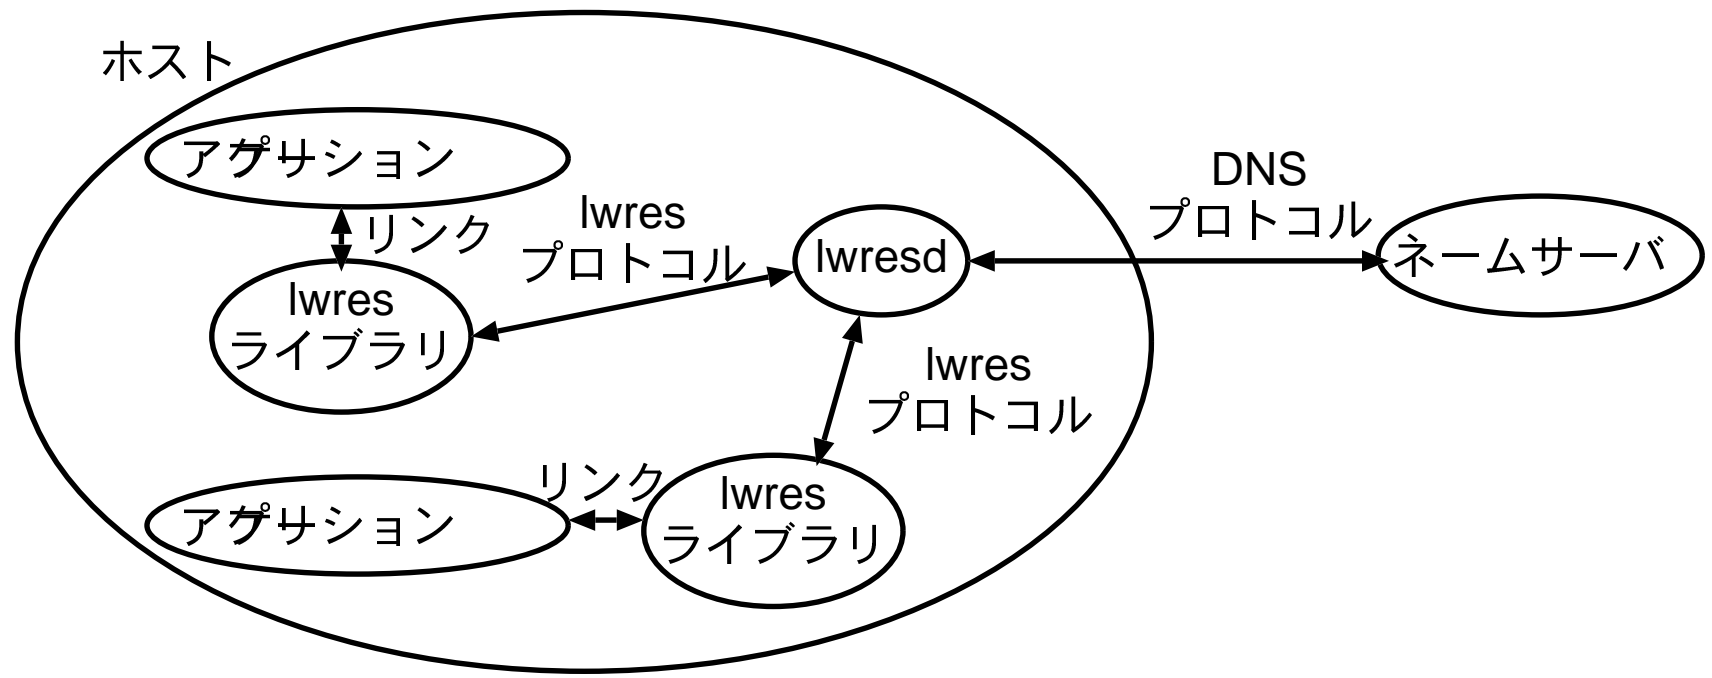 ホスト
アプリケーション
リンク
lwres
プロトコル
lwres
ライブラリ
lwresd
DNS
プロトコル
ネームサーバ
lwres
プロトコル
アプリケーション
リンク
lwres
ライブラリ